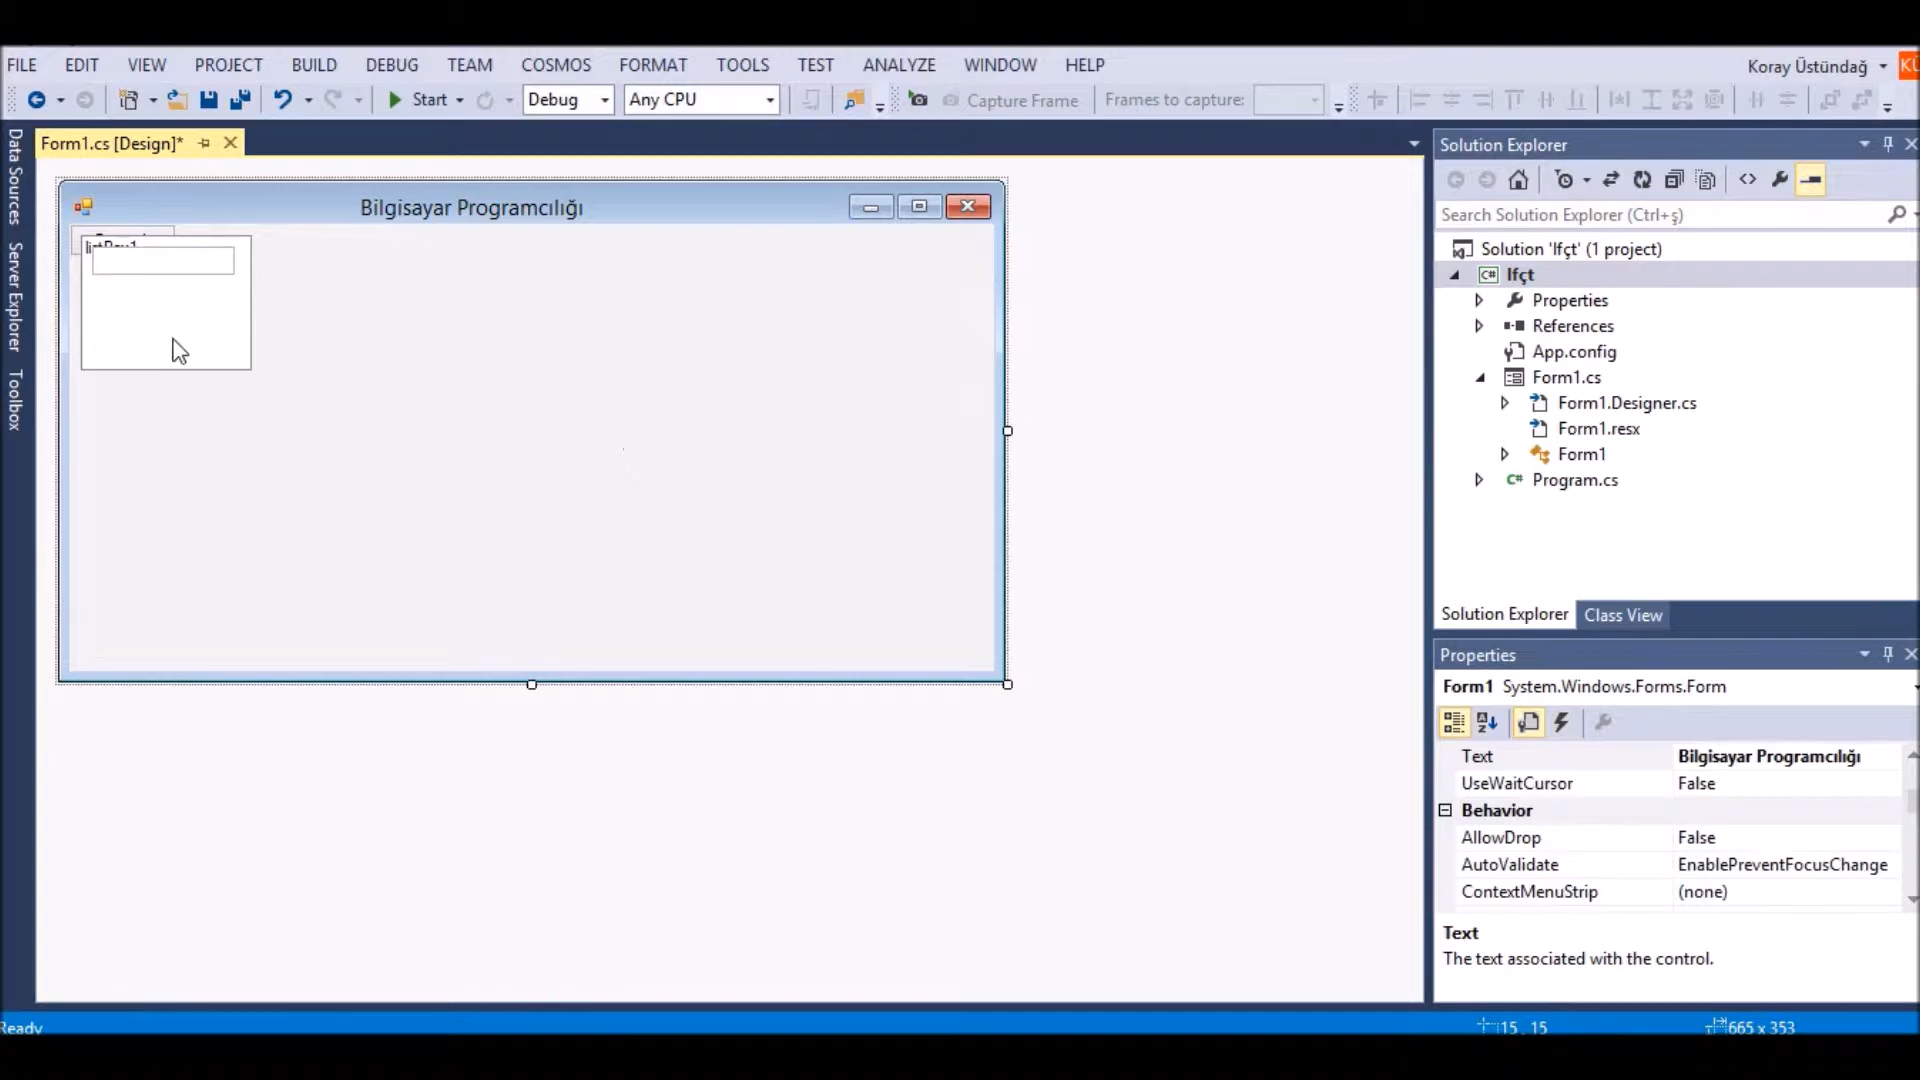 FILE EDIT VIEW PROJECT BUILD DEBUG TEAM COSMOS FORMAT TOOLS TEST ANALYZE WINDOW HELP
Koray Üstündağ KÜ
Start Debug Any CPU Capture Frame Frames to capture:
Form1.cs [Design]*
Data Sources
Server Explorer
Toolbox
Bilgisayar Programcılığı
Solution Explorer
Search Solution Explorer (Ctrl+ş)
Solution 'lfçt' (1 project)
C# lfçt
Properties
References
App.config
Form1.cs
Form1.Designer.cs
Form1.resx
Form1
C# Program.cs
Solution Explorer Class View
Properties
Form1 System.Windows.Forms.Form
Text Bilgisayar Programcılığı
UseWaitCursor False
Behavior
AllowDrop False
AutoValidate EnablePreventFocusChange
ContextMenuStrip (none)
Text
The text associated with the control.
Ready 15 , 15 665 x 353